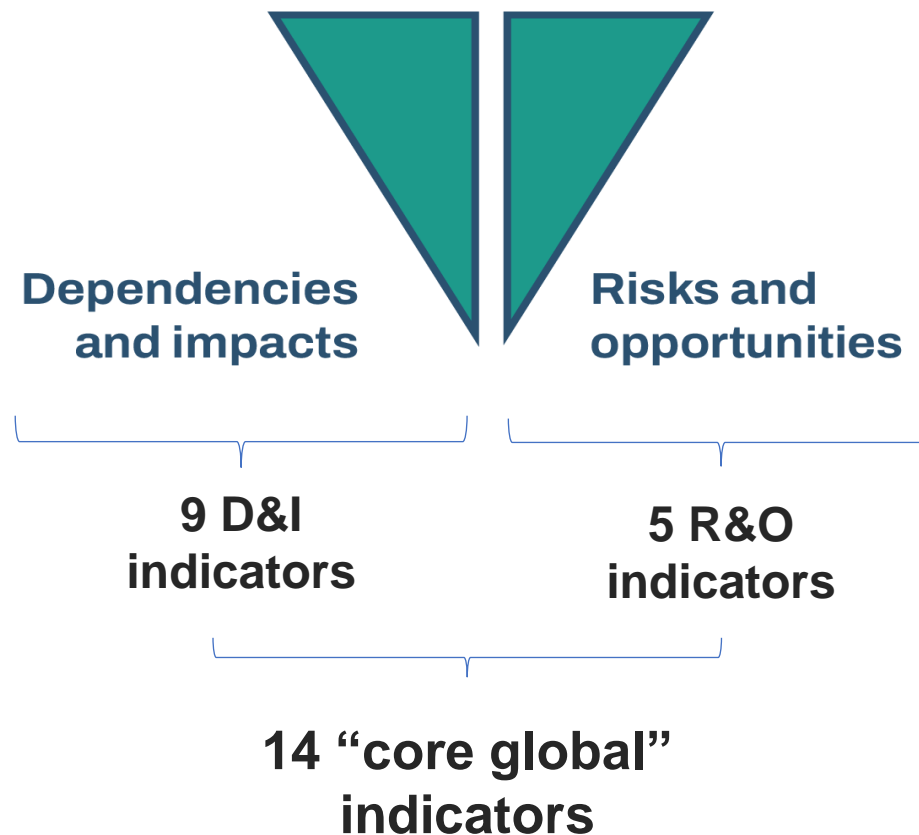 Dependencies
and impacts
Risks and
opportunities
9 D&I
indicators
5 R&O
indicators
14 “core global”
indicators